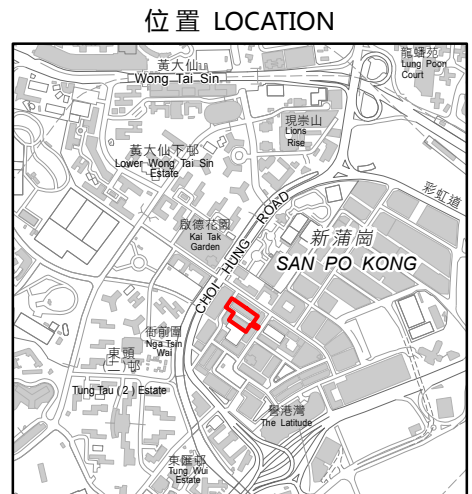 位置 LOCATION
龍蟠苑
Lung Poon
Court
黃大仙
Wong Tai Sin
現崇山
Lions
Rise
黃大仙下邨
Lower Wong Tai Sin
Estate
彩虹道
CHOI HUNG ROAD
啟德花園
Kai Tak
Garden
新蒲崗
SAN PO KONG
衙前圍
Nga Tsin
Wai
東頭
(二)邨
Tung Tau ( 2 ) Estate
譽港灣
The Latitude
東匯邨
Tung Wui
Estate